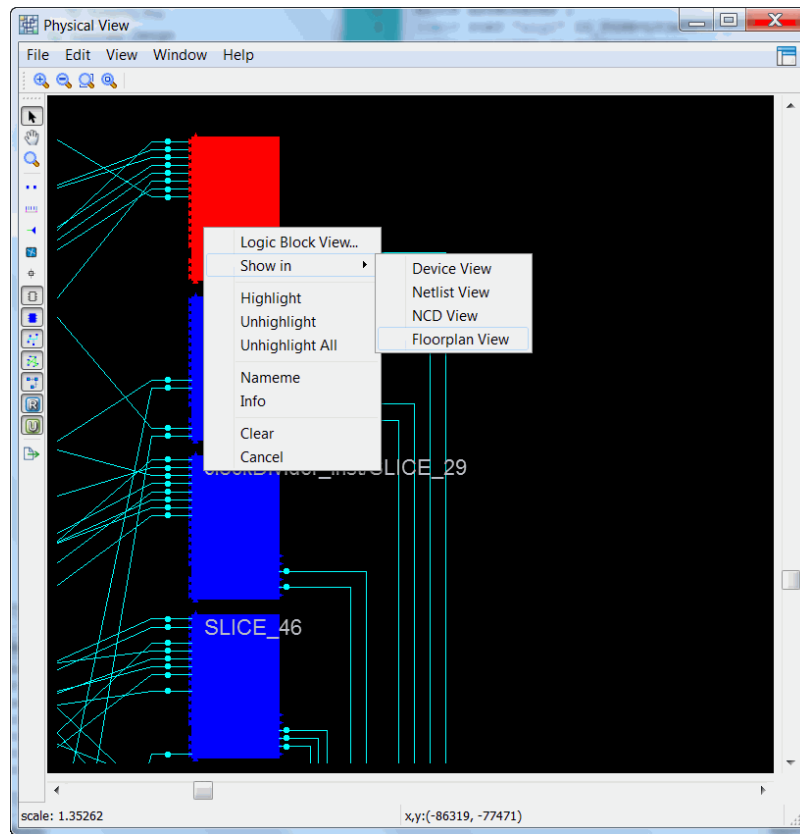 Physical View
File Edit View Window Help
Logic Block View...
Show in
Device View
Netlist View
NCD View
Floorplan View
Highlight
Unhighlight
Unhighlight All
Nameme
Info
Clear
Cancel
SLICE_29
SLICE_46
R
U
scale: 1.35262
x,y:(-86319, -77471)